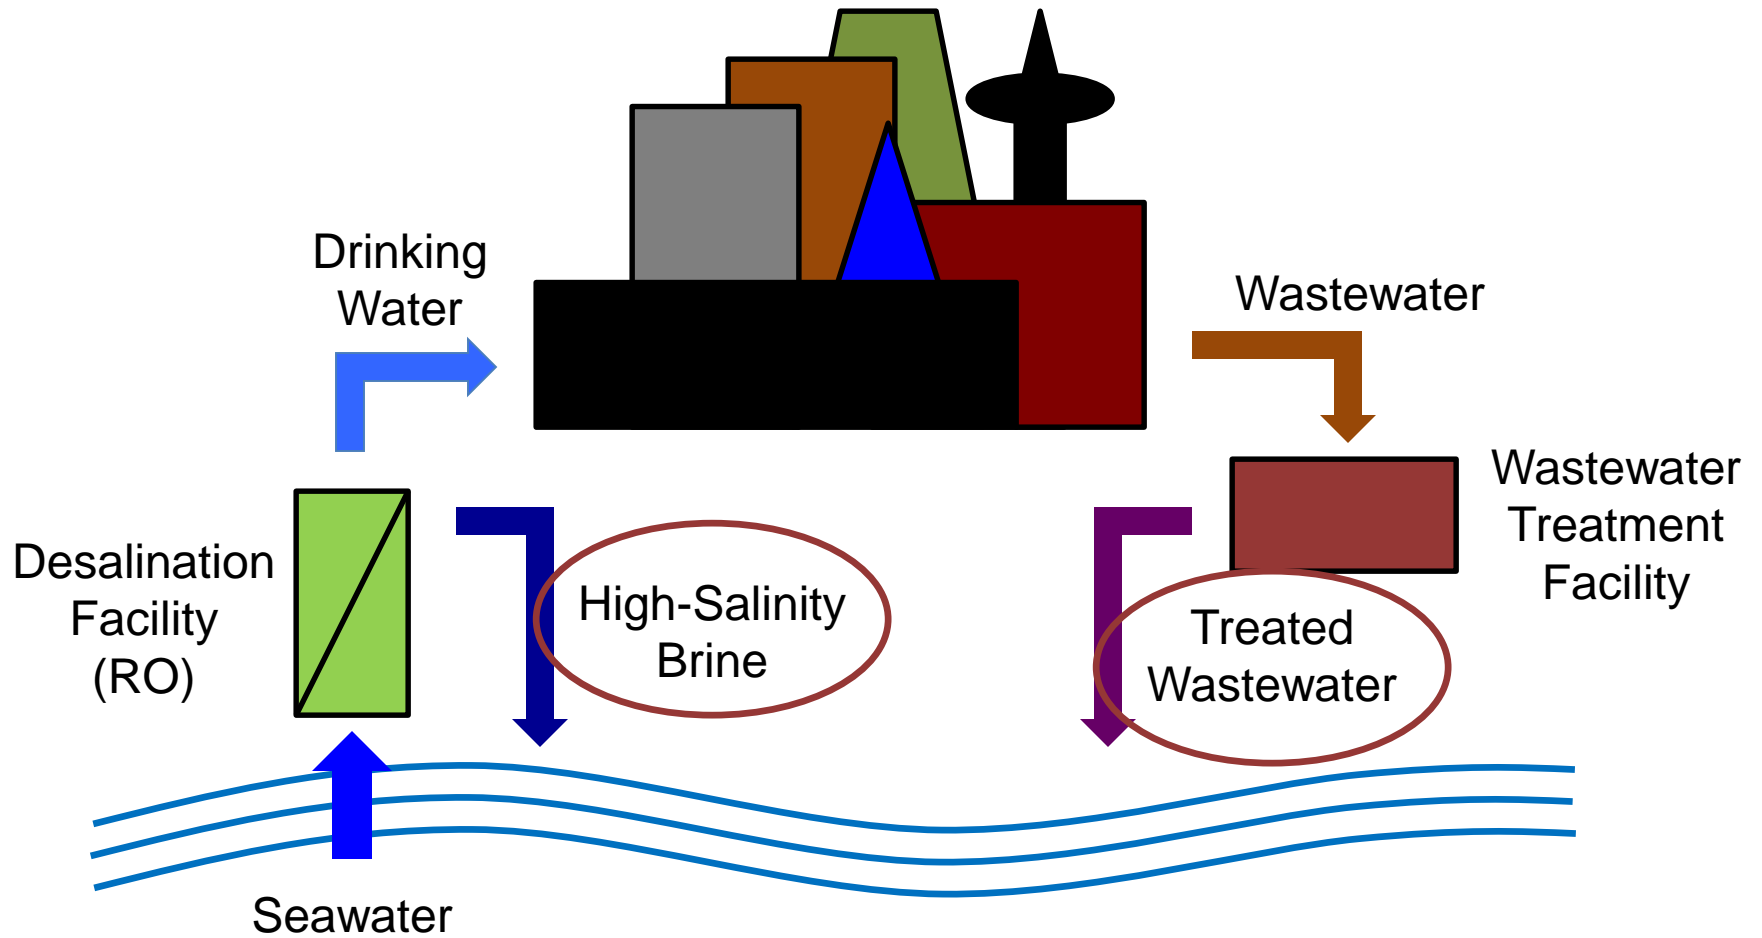 Drinking
Water
Wastewater
Desalination
Facility
(RO)
High-Salinity
Brine
Treated
Wastewater
Wastewater
Treatment
Facility
Seawater